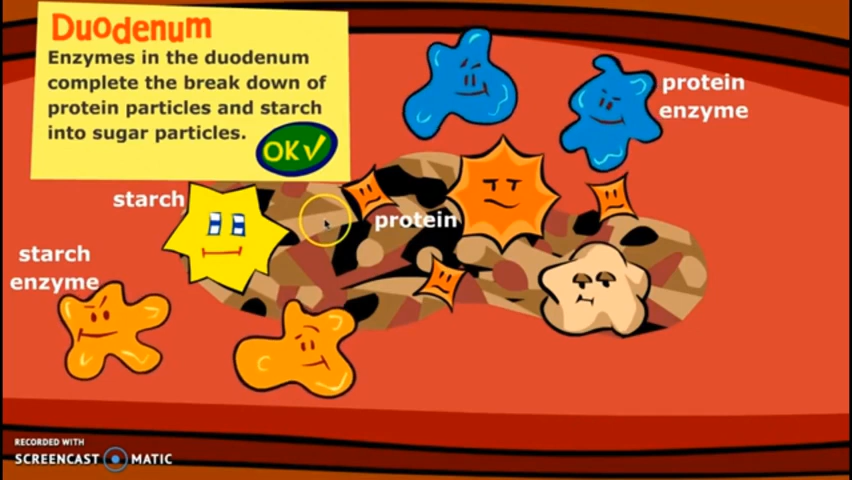 Duodenum
Enzymes in the duodenum
complete the break down of
protein particles and starch
into sugar particles.
OK✓
protein
enzyme
starch
protein
starch
enzyme
RECORDED WITH
SCREENCAST MATIC